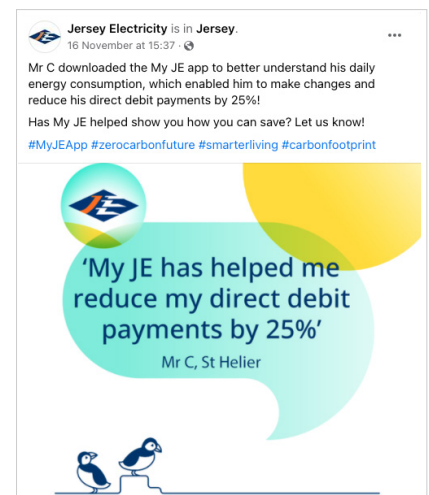 Jersey Electricity is in Jersey.
16 November at 15:37 ·
Mr C downloaded the My JE app to better understand his daily
energy consumption, which enabled him to make changes and
reduce his direct debit payments by 25%!
Has My JE helped show you how you can save? Let us know!
#MyJEApp #zerocarbonfuture #smarterliving #carbonfootprint
‘My JE has helped me
reduce my direct debit
payments by 25%’
Mr C, St Helier